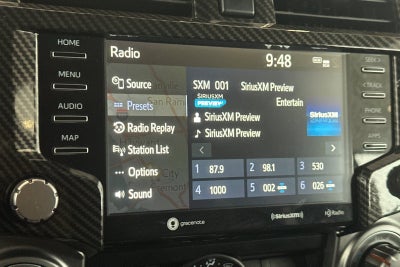 HOME
MENU
AUDIO
MAP
Radio
9:48
Source
Presets
Radio Replay
Station List
Options
Sound
SXM 001 SiriusXM Preview
SIRIUSXM
PREVIEW
Entertain
SiriusXM Preview
SiriusXM Preview
SiriusXM
1 87.9
2 98.1
3 530
4 1000
5 002
6 026
gracenote
SiriusXM
HD Radio
SEEK >
< TRACK
PHONE
APPS